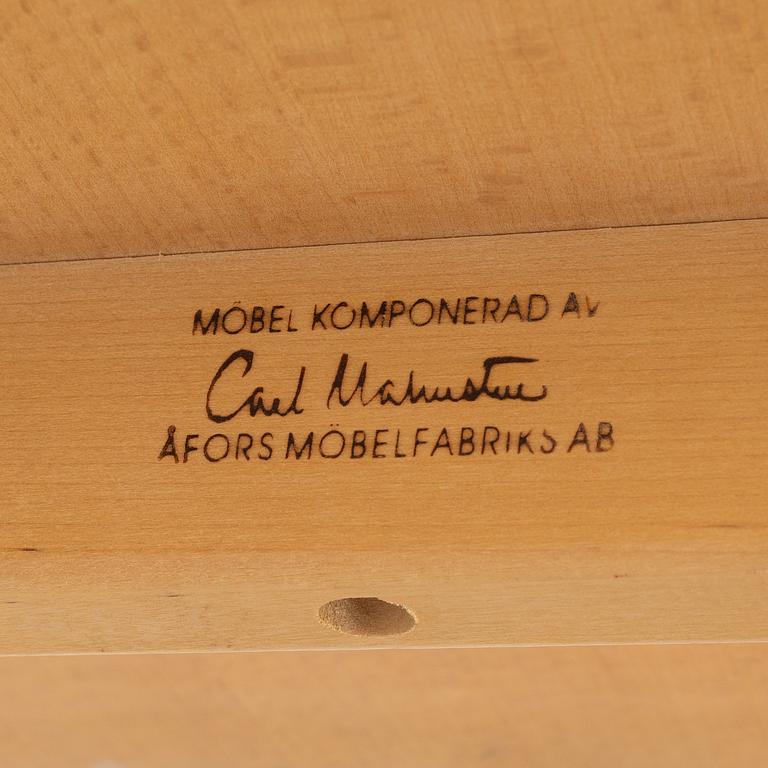 MÖBEL KOMPONERAD AV
Carl Malmsten
ÅFORS MÖBELFABRIKS AB